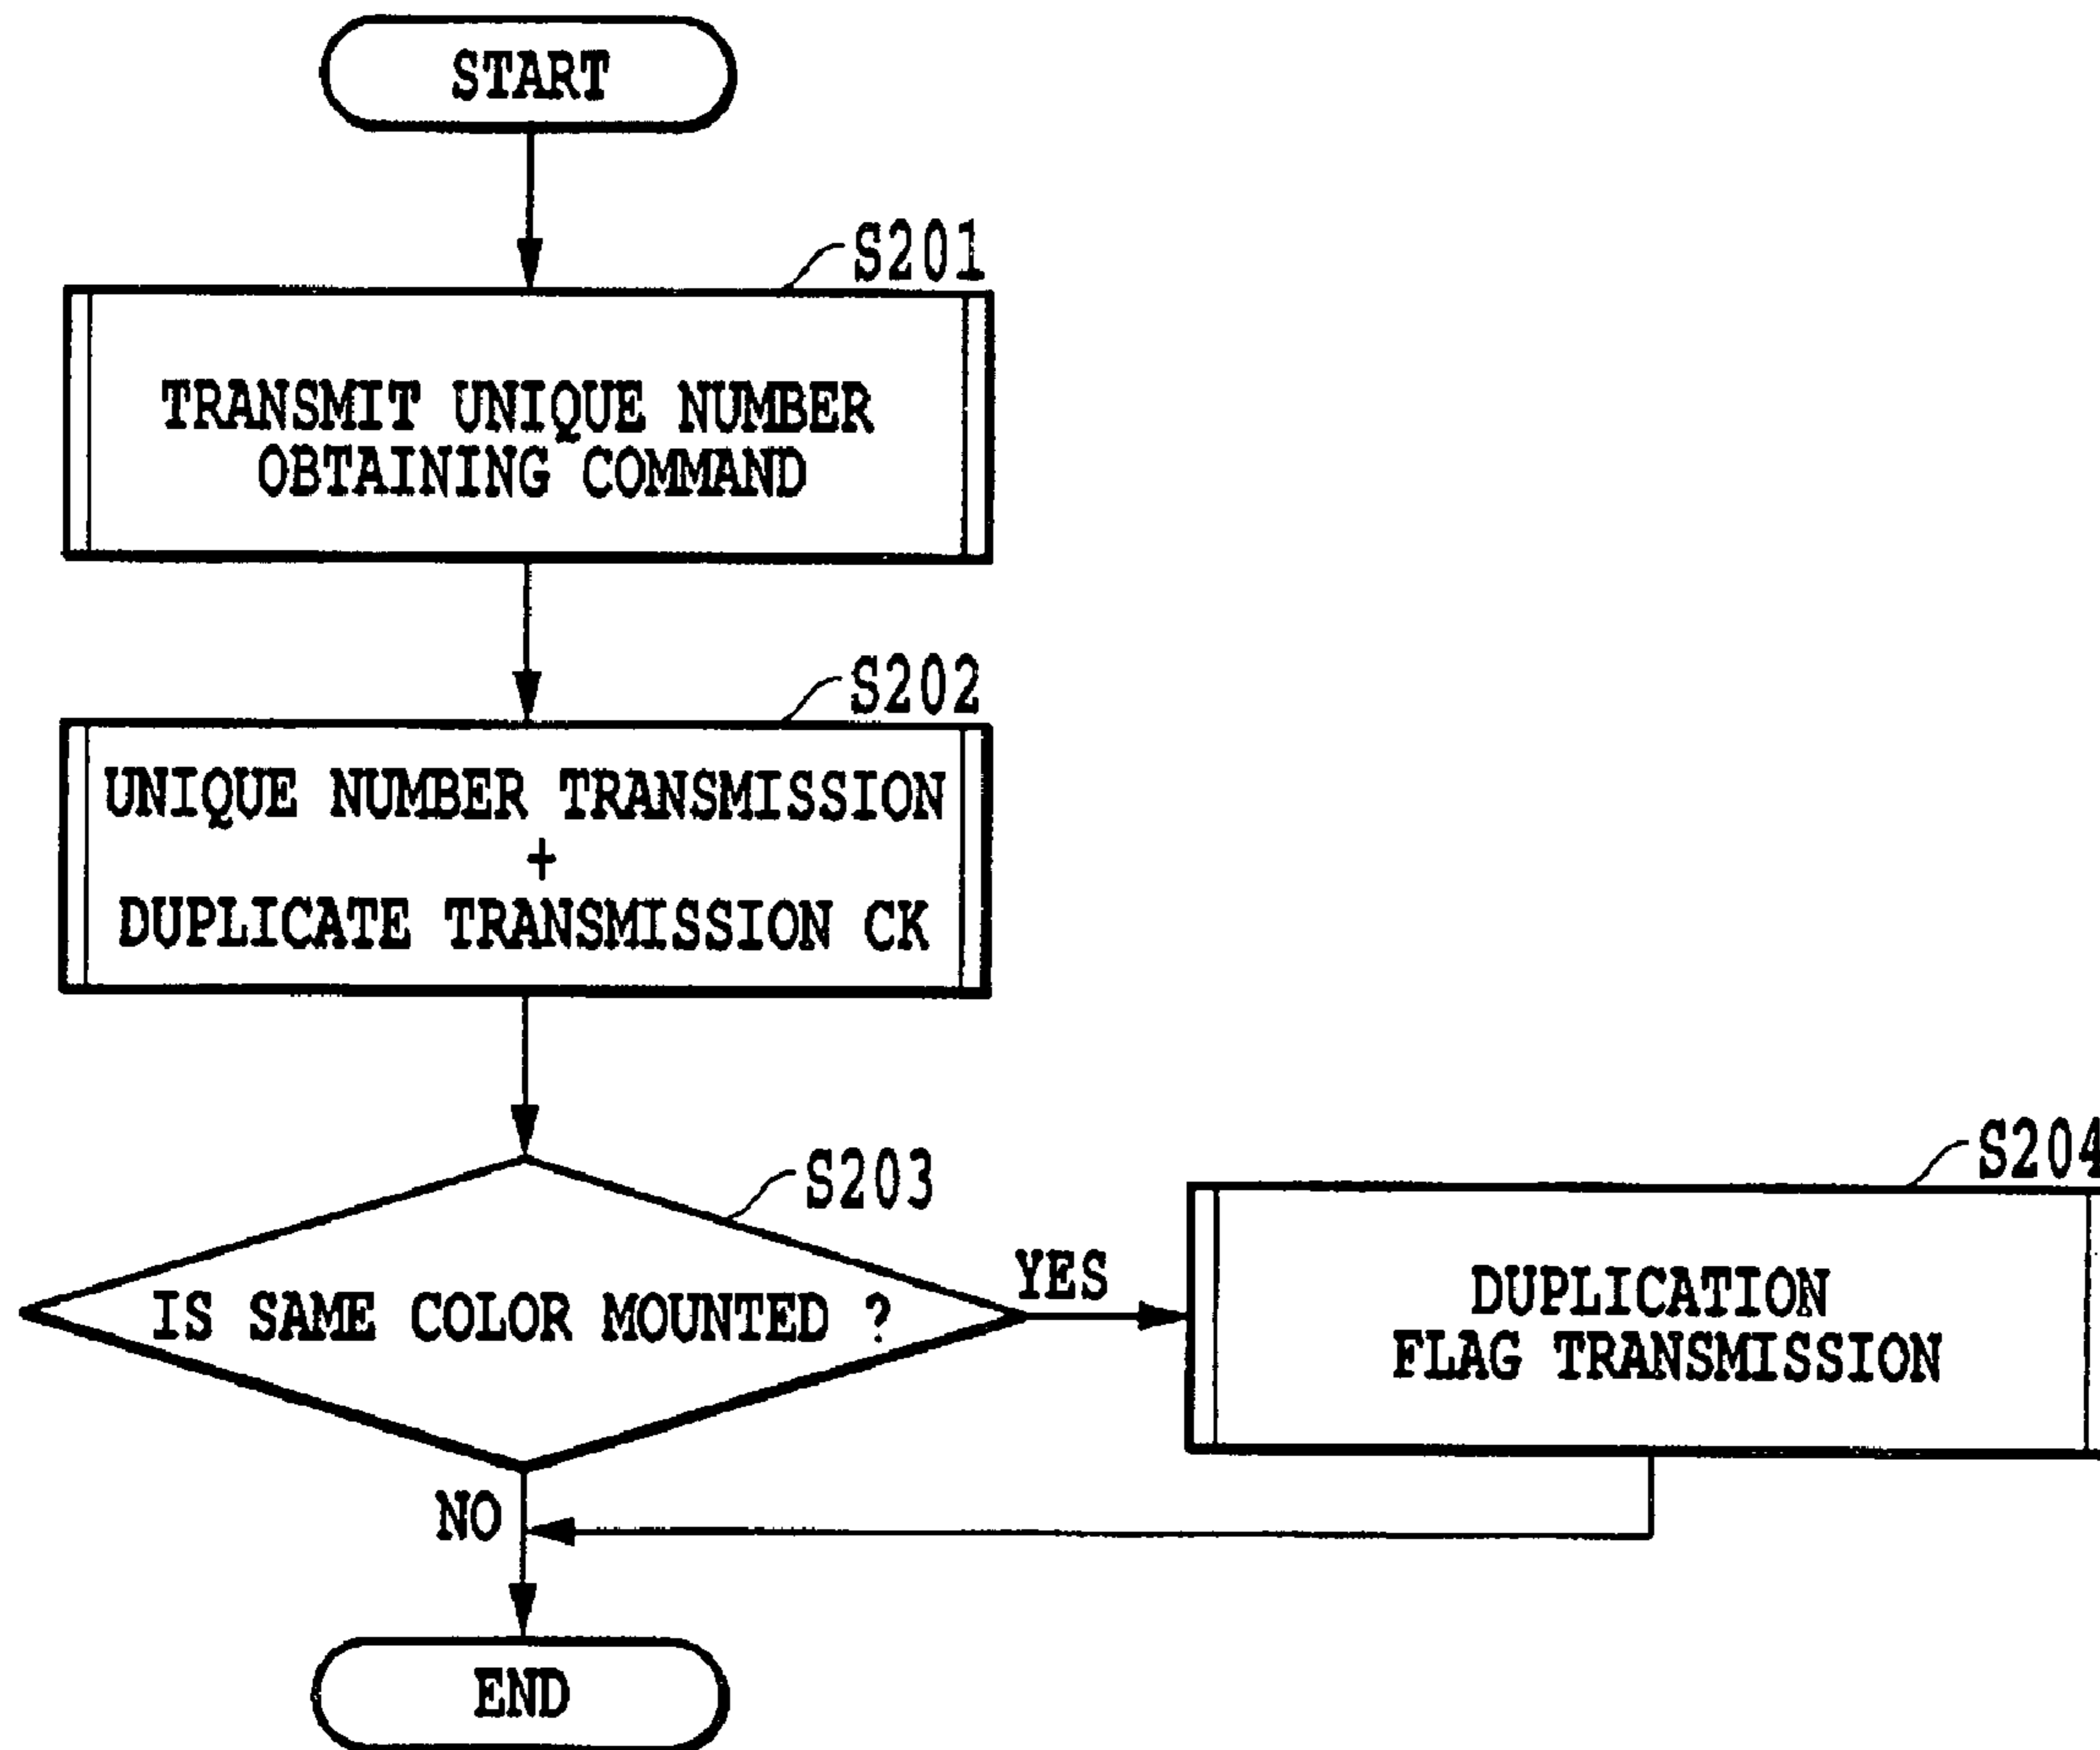 START
S201
TRANSMIT UNIQUE NUMBER
OBTAINING COMMAND
S202
UNIQUE NUMBER TRANSMISSION
+
DUPLICATE TRANSMISSION CK
S203
IS SAME COLOR MOUNTED ?
YES
S204
DUPLICATION
FLAG TRANSMISSION
NO
END